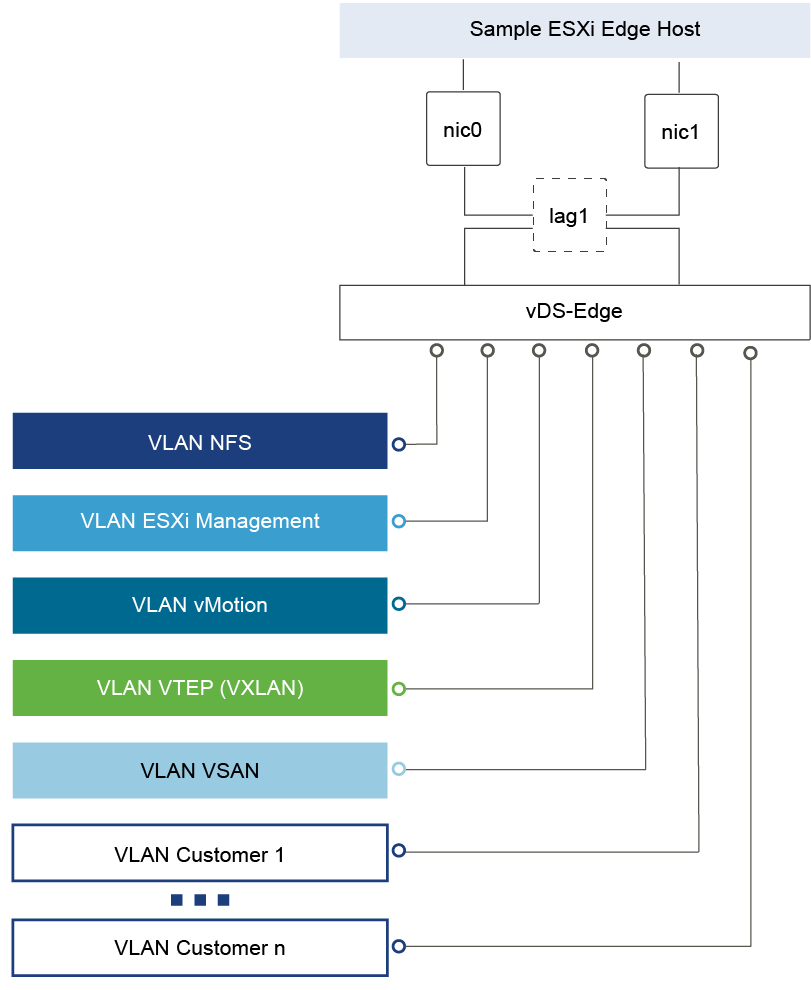 Sample ESXi Edge Host
nic0
nic1
lag1
vDS-Edge
VLAN NFS
VLAN ESXi Management
VLAN vMotion
VLAN VTEP (VXLAN)
VLAN VSAN
VLAN Customer 1
VLAN Customer n